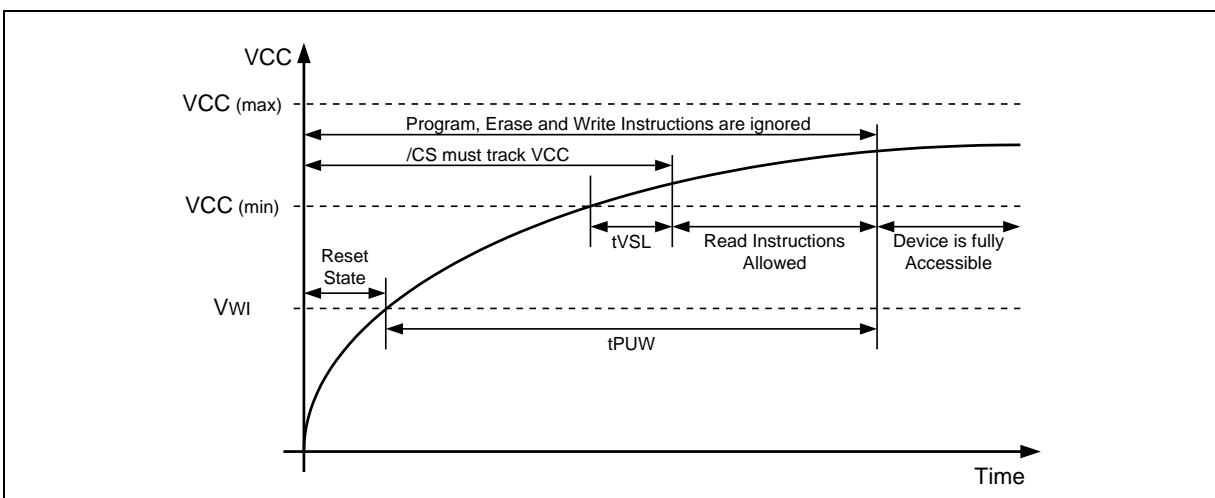 VCC
VCC (max)
Program, Erase and Write Instructions are ignored
/CS must track VCC
VCC (min)
tVSL
Read Instructions
Allowed
Device is fully
Accessible
Reset
State
VWI
tPUW
Time